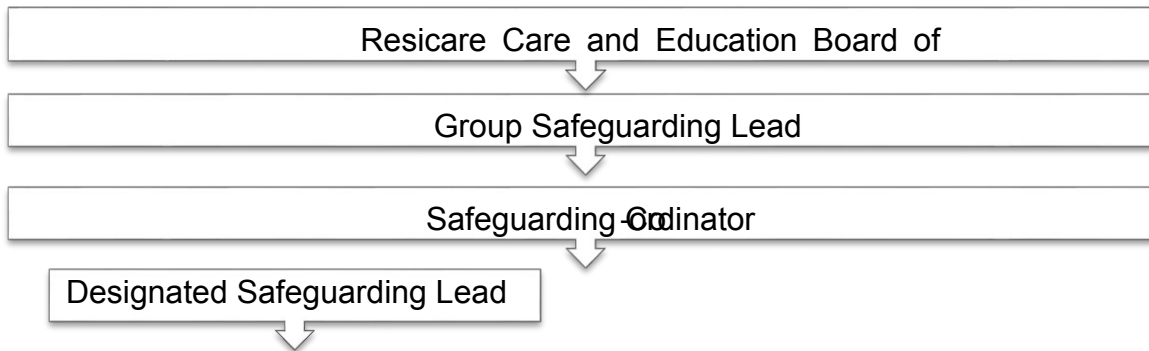 Resicare Care and Education Board of
Group Safeguarding Lead
Safeguarding Co-ordinator
Designated Safeguarding Lead